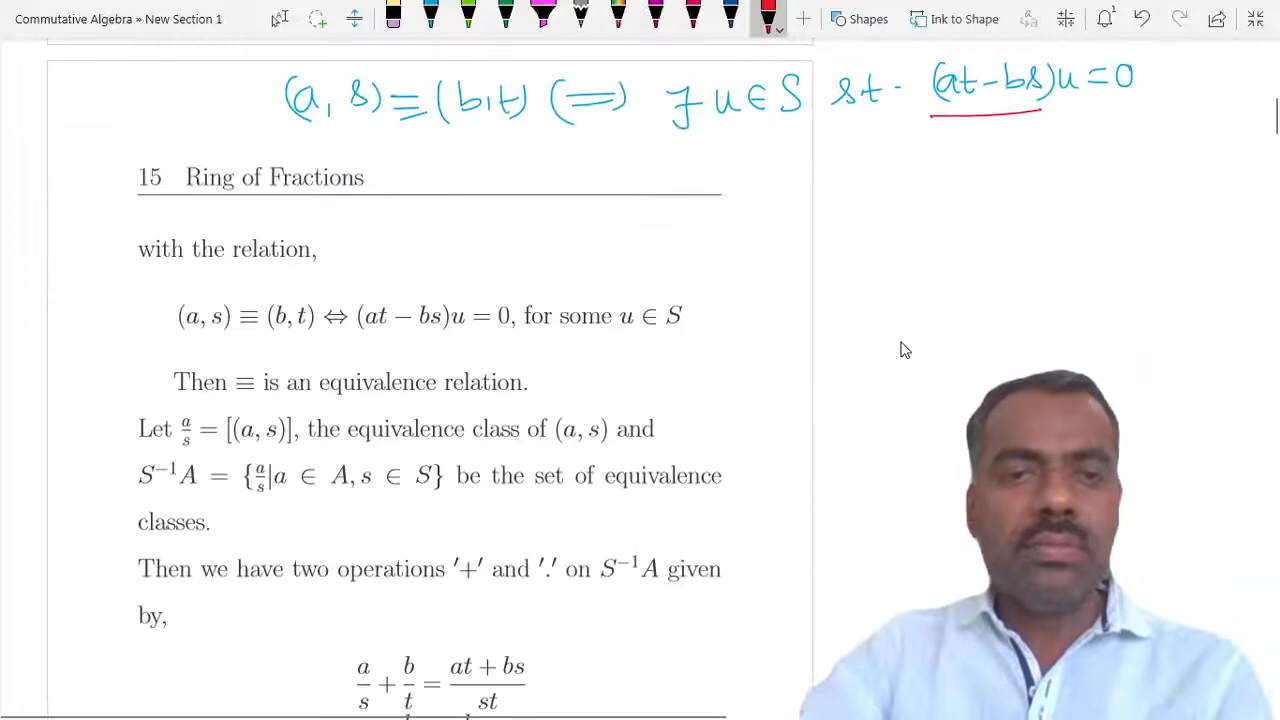 Commutative Algebra » New Section 1
Shapes
Ink to Shape
(a, s) ≡ (b, t) ⟺ ∃ u ∈ S st. (at − bs)u = 0
15 Ring of Fractions
with the relation,
(a, s) ≡ (b, t) ⇔ (at − bs)u = 0, for some u ∈ S
Then ≡ is an equivalence relation.
Let a/s = [(a, s)], the equivalence class of (a, s) and
S⁻¹A = {a/s|a ∈ A, s ∈ S} be the set of equivalence
classes.
Then we have two operations ′+′ and ′.′ on S⁻¹A given
by,
a/s + b/t = (at + bs)/st